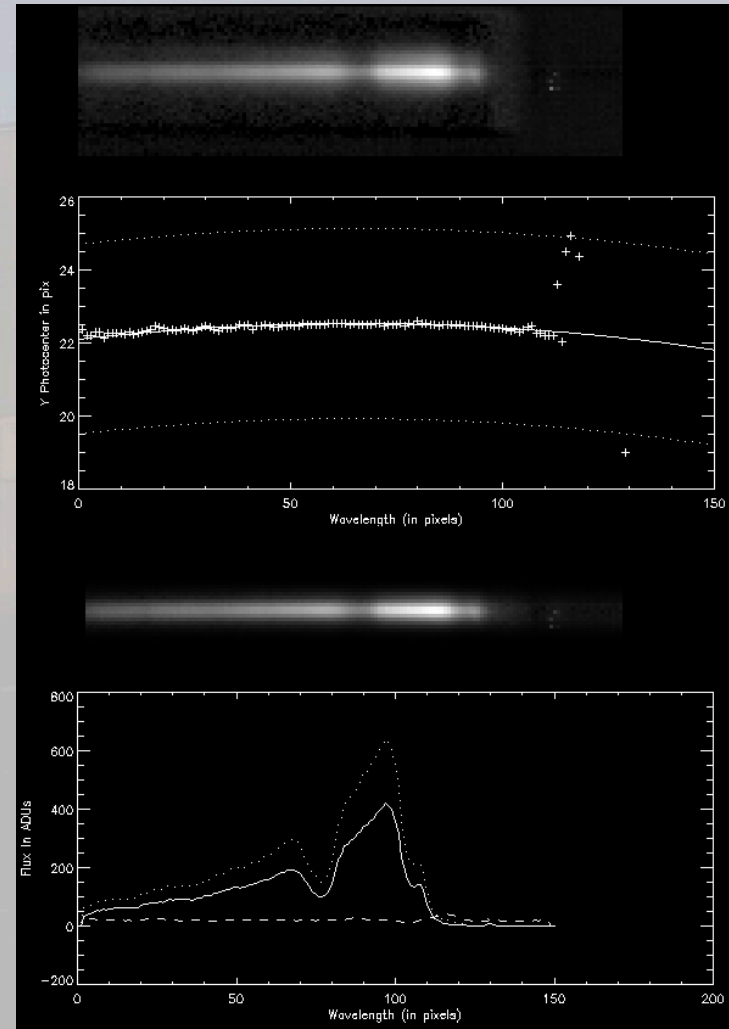 26
24
22
20
18
Y Photocenter in pix
0 50 100 150
Wavelength (in pixels)
800
600
400
200
0
-200
Flux in ADUs
0 50 100 150 200
Wavelength (in pixels)